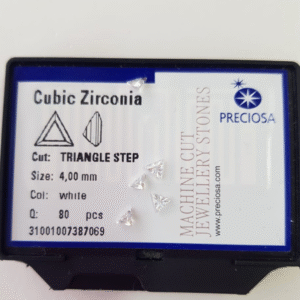 Cubic Zirconia
Cut: TRIANGLE STEP
Size: 4,00 mm
Col: white
Q: 80 pcs
31001007387069
MACHINE CUT
JEWELLERY STONES
www.preciosa.com
PRECIOSA